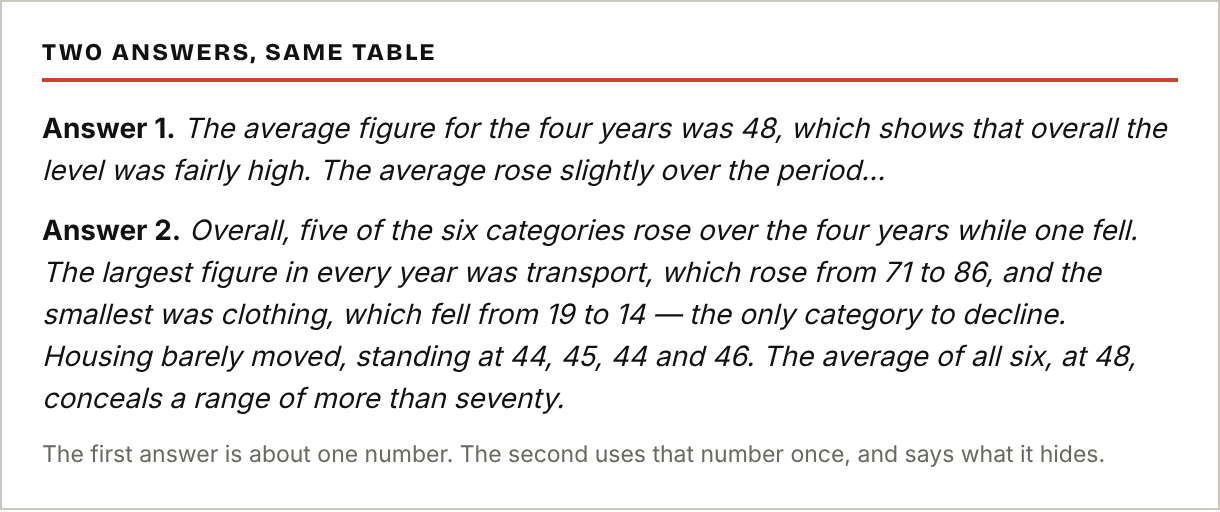 TWO ANSWERS, SAME TABLE
Answer 1. The average figure for the four years was 48, which shows that overall the
level was fairly high. The average rose slightly over the period...
Answer 2. Overall, five of the six categories rose over the four years while one fell.
The largest figure in every year was transport, which rose from 71 to 86, and the
smallest was clothing, which fell from 19 to 14 — the only category to decline.
Housing barely moved, standing at 44, 45, 44 and 46. The average of all six, at 48,
conceals a range of more than seventy.
The first answer is about one number. The second uses that number once, and says what it hides.